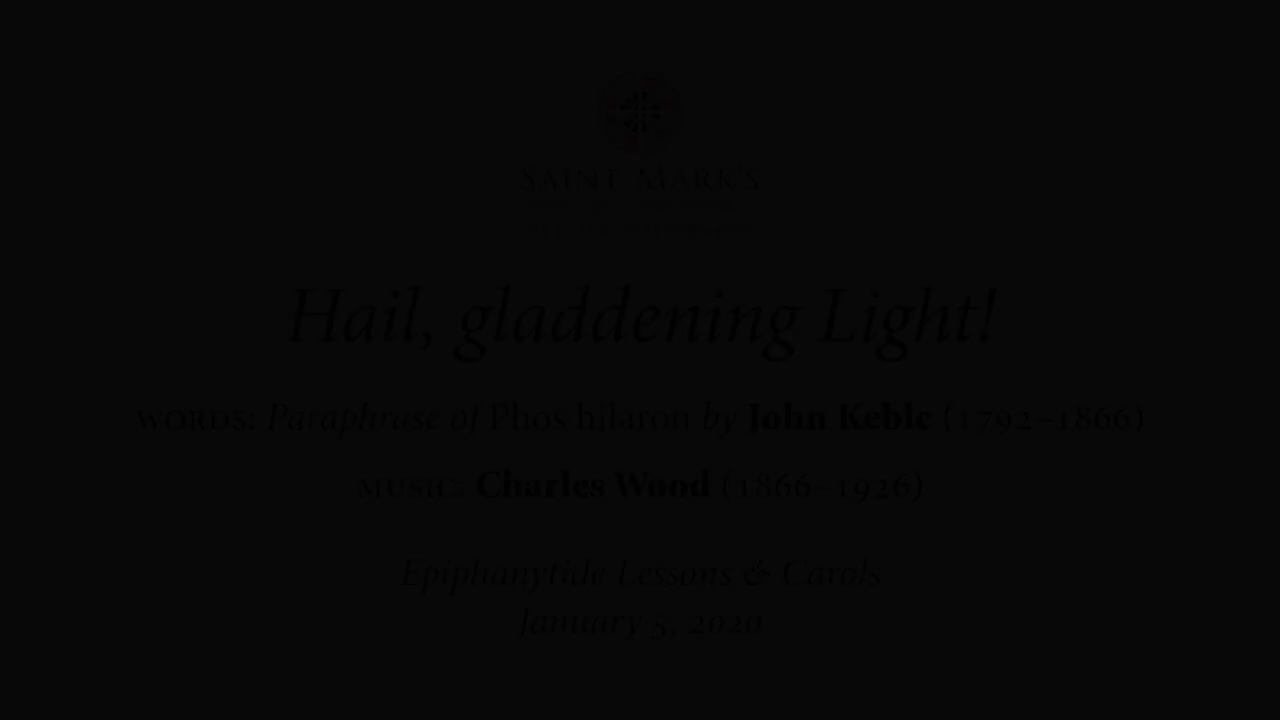 SAINT MARK'S
Hail, gladdening Light!
WORDS: Paraphrase of Phos hilaron by John Keble (1792–1866)
MUSIC: Charles Wood (1866–1926)
Epiphanytide Lessons & Carols
January 5, 2020